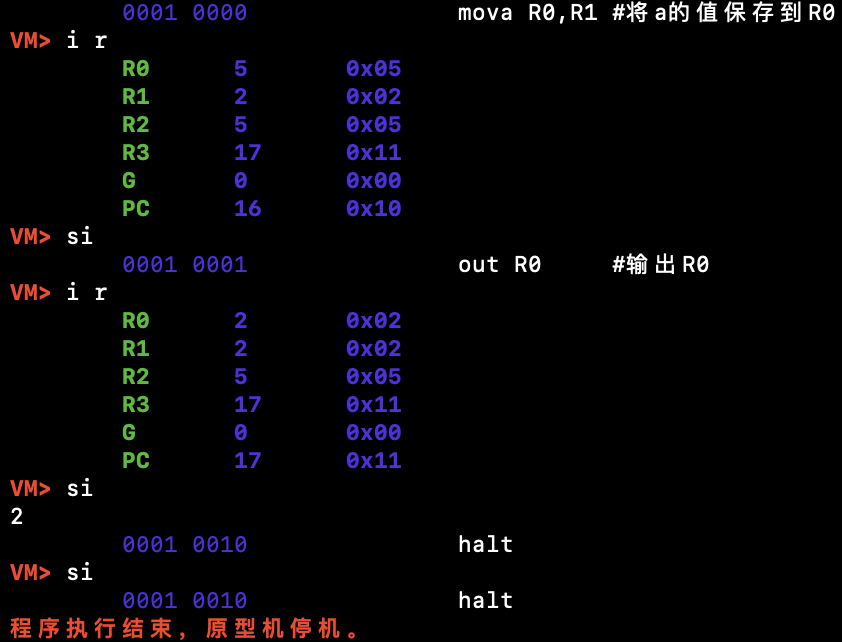 0001 0000 mova R0,R1 #将a的值保存到R0
VM> i r
R0 5 0x05
R1 2 0x02
R2 5 0x05
R3 17 0x11
G 0 0x00
PC 16 0x10
VM> si
0001 0001 out R0 #输出R0
VM> i r
R0 2 0x02
R1 2 0x02
R2 5 0x05
R3 17 0x11
G 0 0x00
PC 17 0x11
VM> si
2
0001 0010 halt
VM> si
0001 0010 halt
程序执行结束，原型机停机。